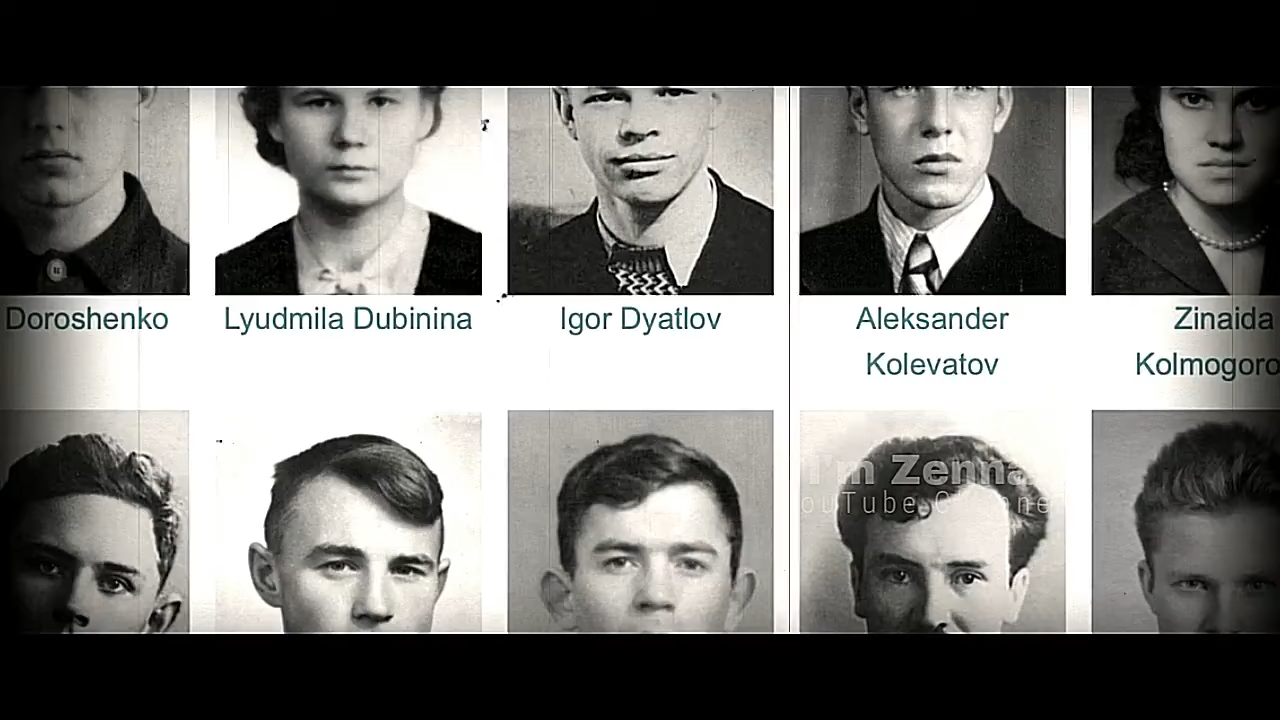 Doroshenko
Lyudmila Dubinina
Igor Dyatlov
Aleksander
Kolevatov
Zinaida
Kolmogoro
I'm Zenna
ouTube